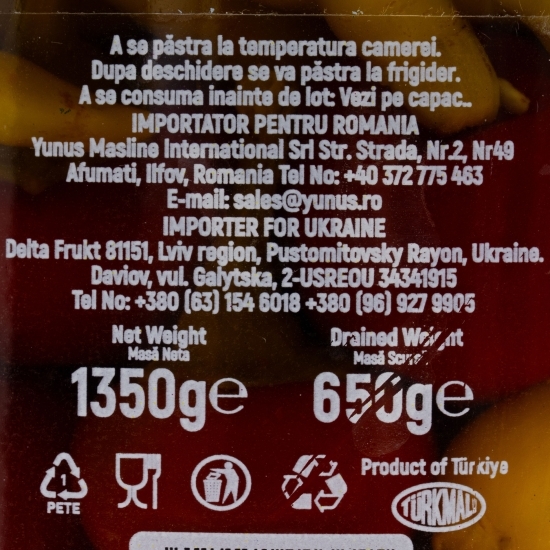 A se păstra la temperatura camerei.
Dupa deschidere se va păstra la frigider.
A se consuma inainte de lot: Vezi pe capac..
IMPORTATOR PENTRU ROMANIA
Yunus Masline International Srl Str. Strada, Nr.2, Nr49
Afumati, Ilfov, Romania Tel No: +40 372 775 463
E-mail: sales@yunus.ro
IMPORTER FOR UKRAINE
Delta Frukt 81151, Lviv region, Pustomitovsky Rayon, Ukraine.
Daviov, vul. Galytska, 2-USREOU 34341915
Tel No: +380 (63) 154 6018 +380 (96) 927 9905
Net Weight
Masă Neta
1350g℮
Drained Weight
Masă
650g℮
1
PETE
Product of Türkiye
TÜRKMALI